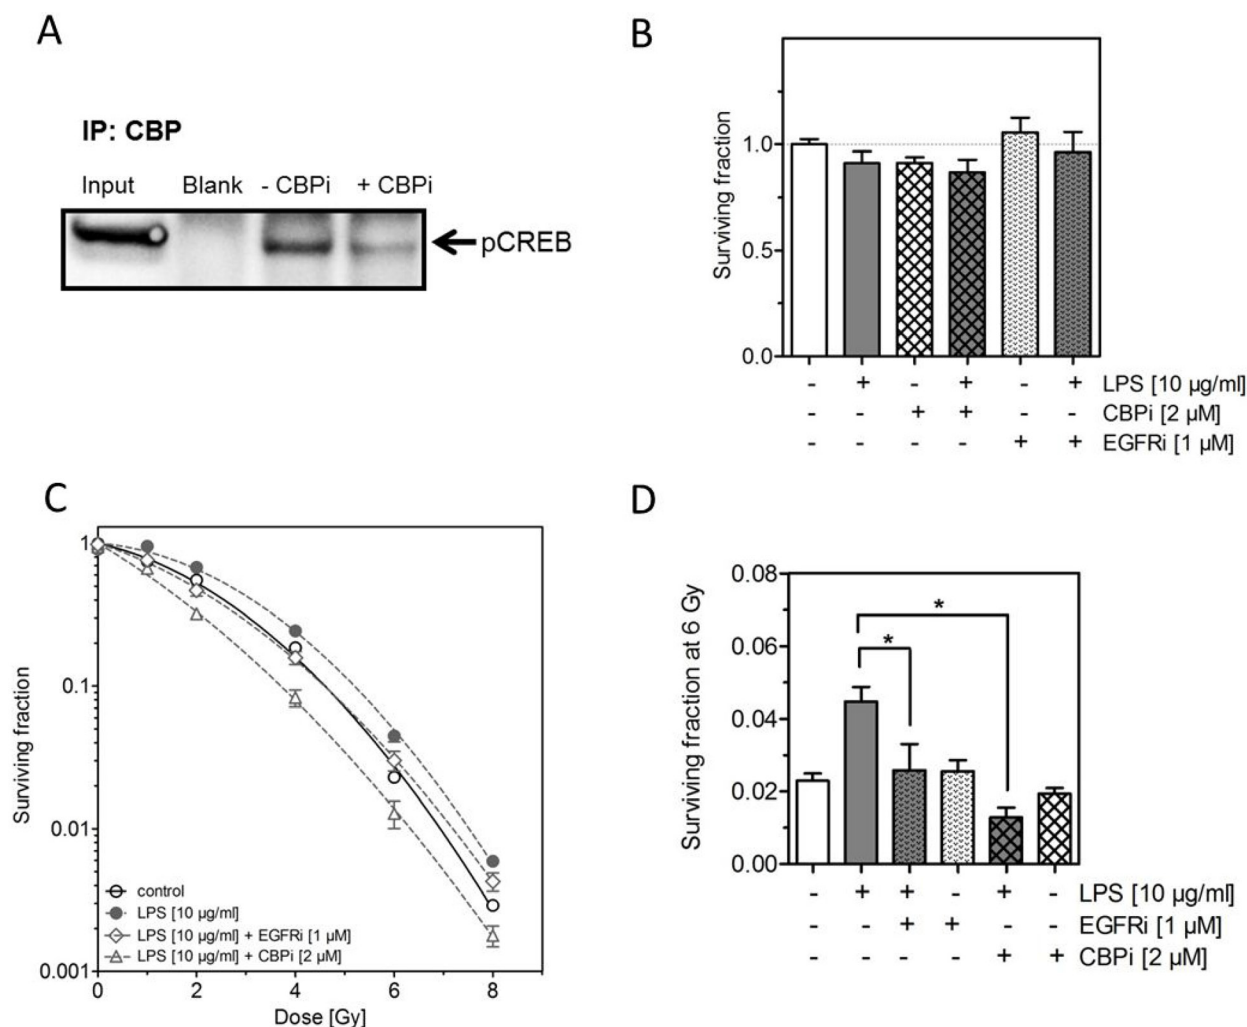 A
IP: CBP
Input Blank - CBPi + CBPi
pCREB
B
Surviving fraction
1.0
0.5
0.0
- + - + - + LPS [10 µg/ml]
- - + + - - CBPi [2 µM]
- - - - + + EGFRi [1 µM]
C
Surviving fraction
1
0.1
0.01
0.001
control
LPS [10 µg/ml]
LPS [10 µg/ml] + EGFRi [1 µM]
LPS [10 µg/ml] + CBPi [2 µM]
0 2 4 6 8
Dose [Gy]
D
Surviving fraction at 6 Gy
0.08
0.06
0.04
0.02
0.00
*
*
- + + - + - LPS [10 µg/ml]
- - + + - - EGFRi [1 µM]
- - - - + + CBPi [2 µM]